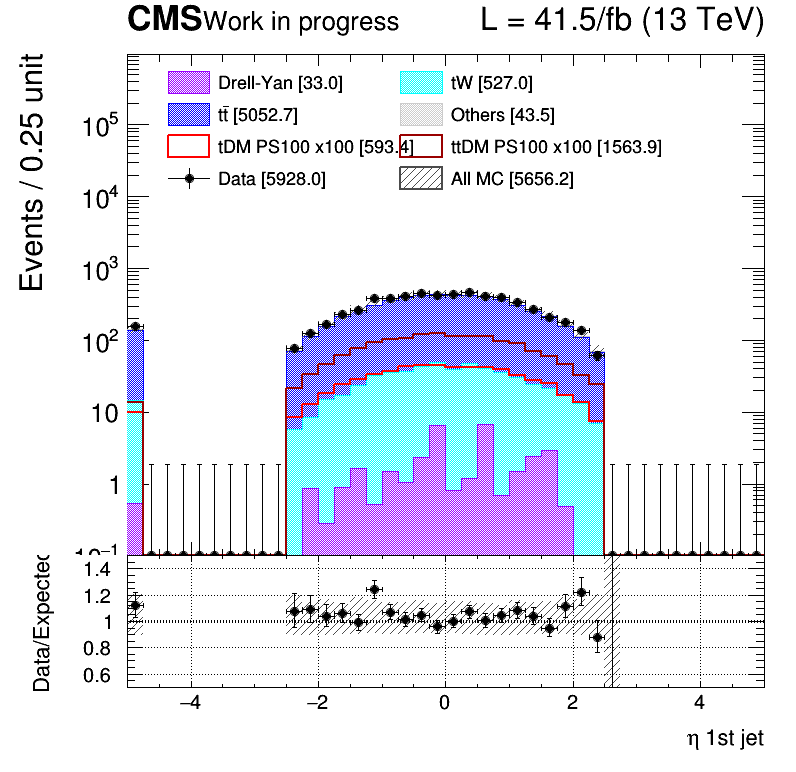 CMS Work in progress L = 41.5/fb (13 TeV)
Events / 0.25 unit
Drell-Yan [33.0] tW [527.0]
tt̄ [5052.7] Others [43.5]
tDM PS100 x100 [593.4] ttDM PS100 x100 [1563.9]
Data [5928.0] All MC [5656.2]
10⁵
10⁴
10³
10²
10
1
10⁻¹
Data/Expected
1.4
1.2
1
0.8
0.6
−4 −2 0 2 4
η 1st jet